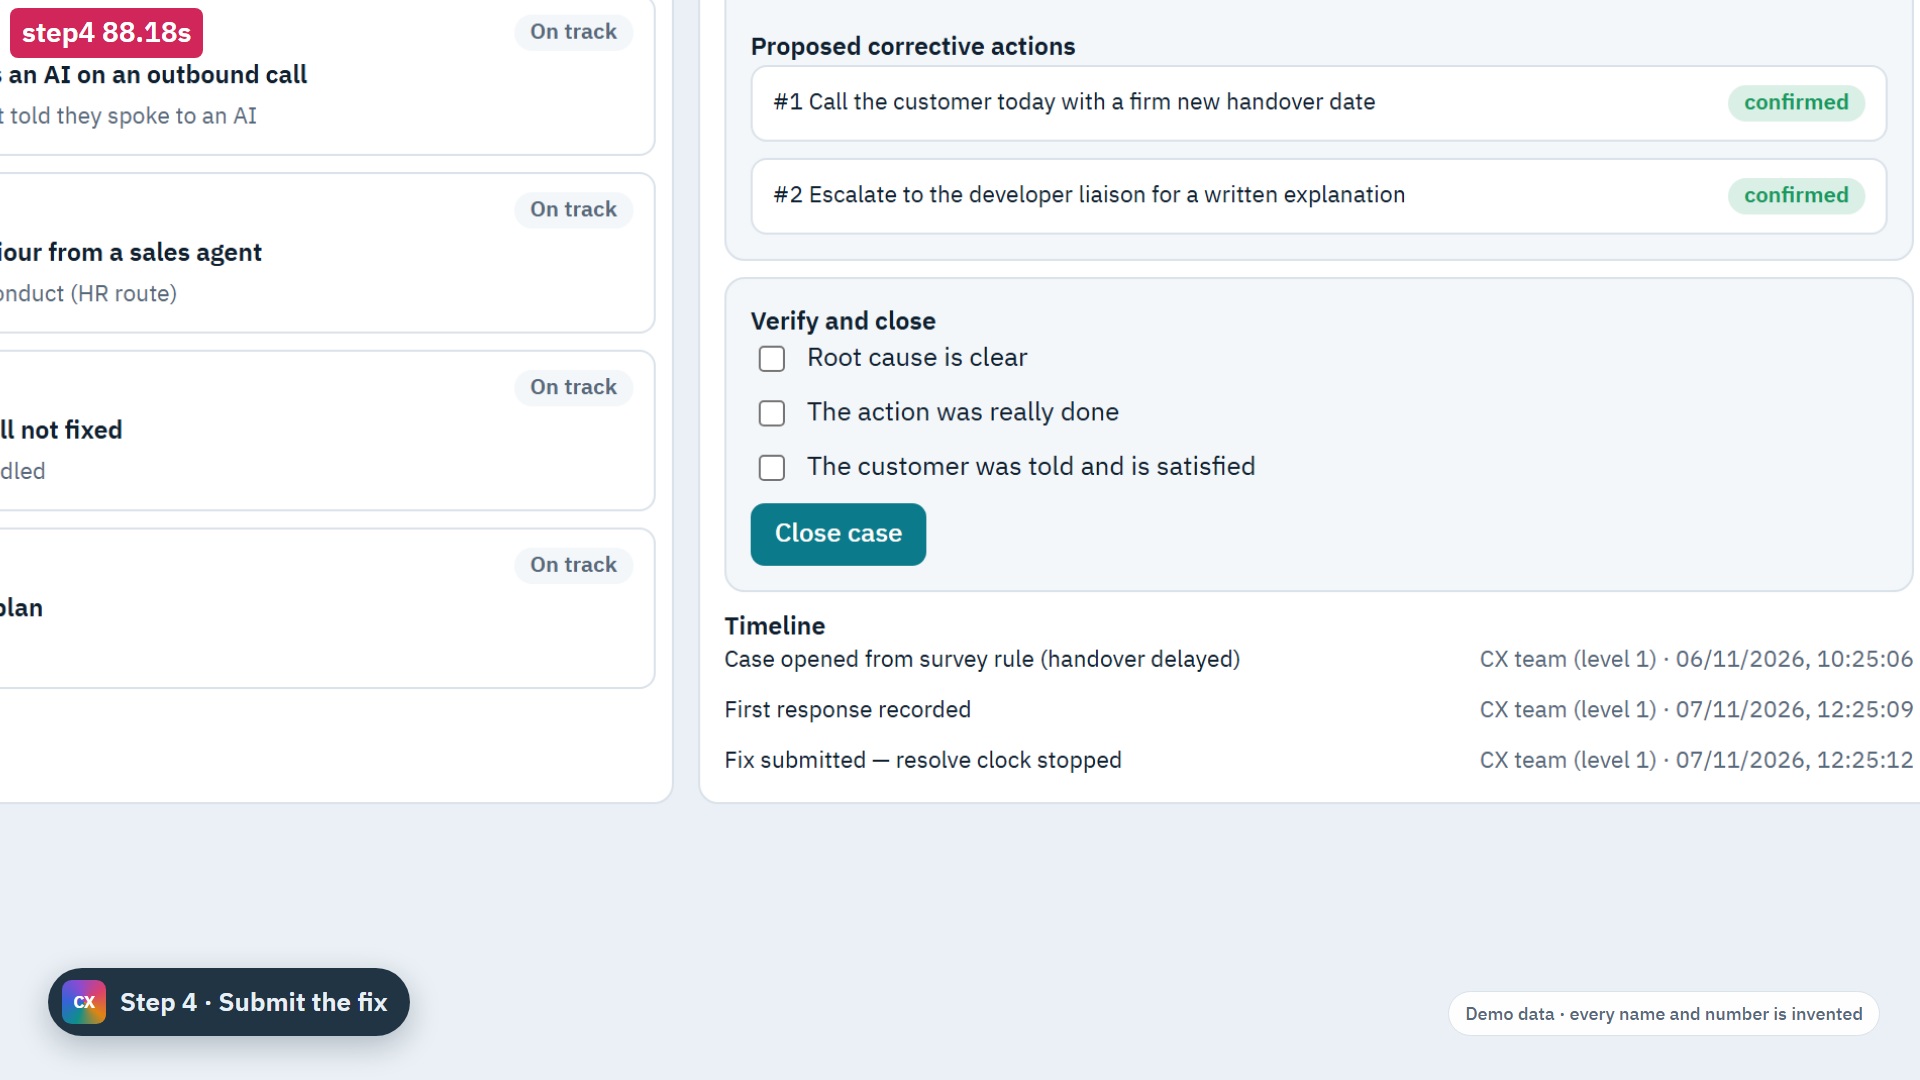 step4 88.18s
On track
s an AI on an outbound call
t told they spoke to an AI
On track
iour from a sales agent
onduct (HR route)
On track
ll not fixed
dled
On track
plan
Proposed corrective actions
#1 Call the customer today with a firm new handover date
confirmed
#2 Escalate to the developer liaison for a written explanation
confirmed
Verify and close
Root cause is clear
The action was really done
The customer was told and is satisfied
Close case
Timeline
Case opened from survey rule (handover delayed) CX team (level 1) · 06/11/2026, 10:25:06
First response recorded CX team (level 1) · 07/11/2026, 12:25:09
Fix submitted — resolve clock stopped CX team (level 1) · 07/11/2026, 12:25:12
CX Step 4 · Submit the fix
Demo data · every name and number is invented